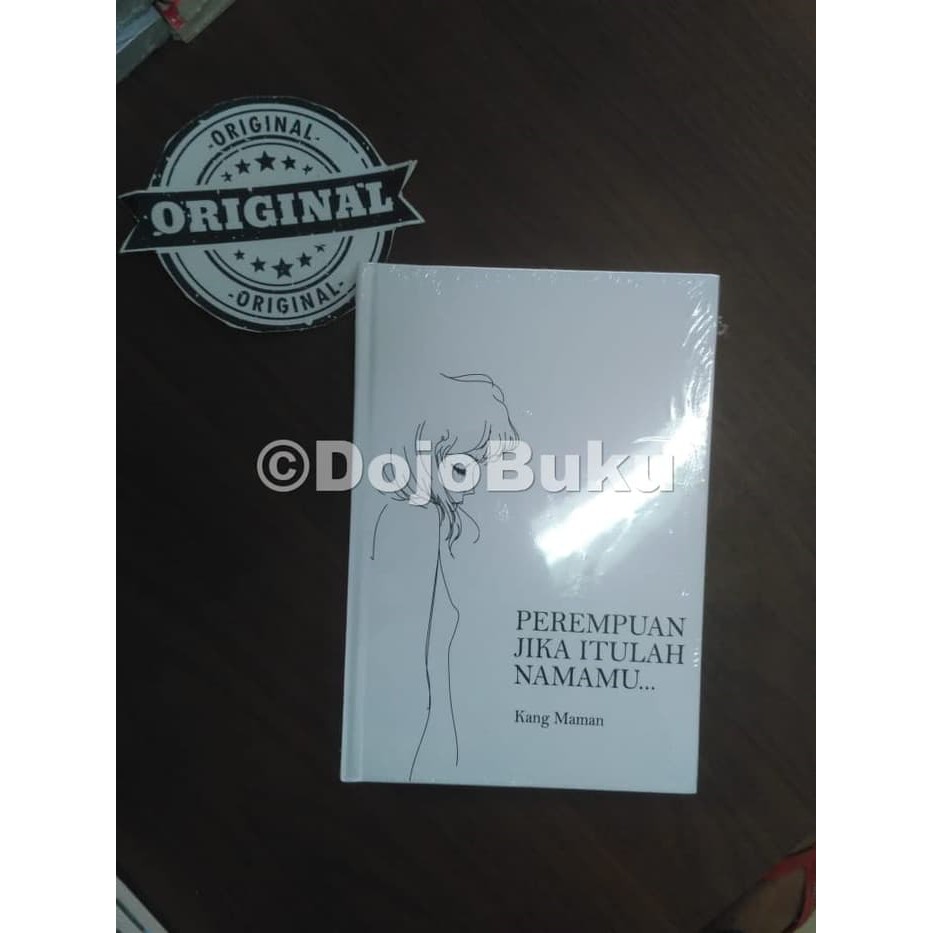 -ORIGINAL-
ORIGINAL
-ORIGINAL-
©DojoBuku
PEREMPUAN
JIKA ITULAH
NAMAMU...
Kang Maman